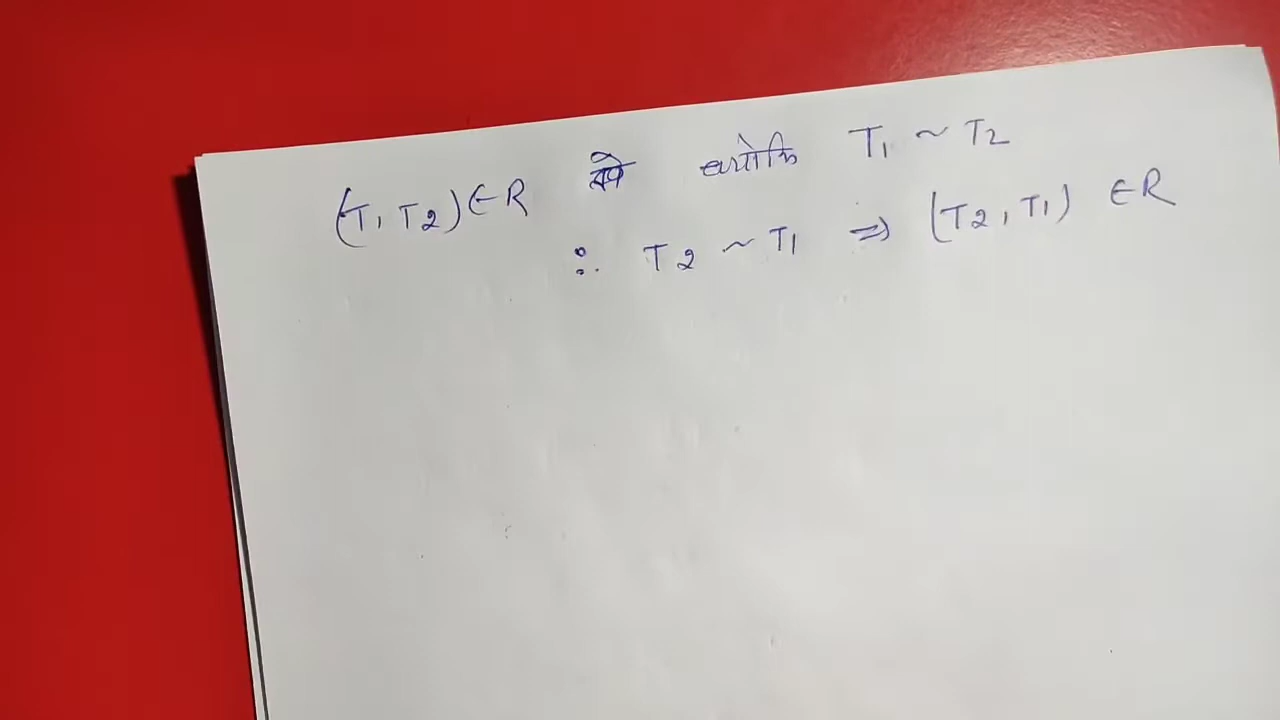 (T1 T2) ∈ R क्योकि T1 ~ T2
∴ T2 ~ T1 ⇒ (T2, T1) ∈ R